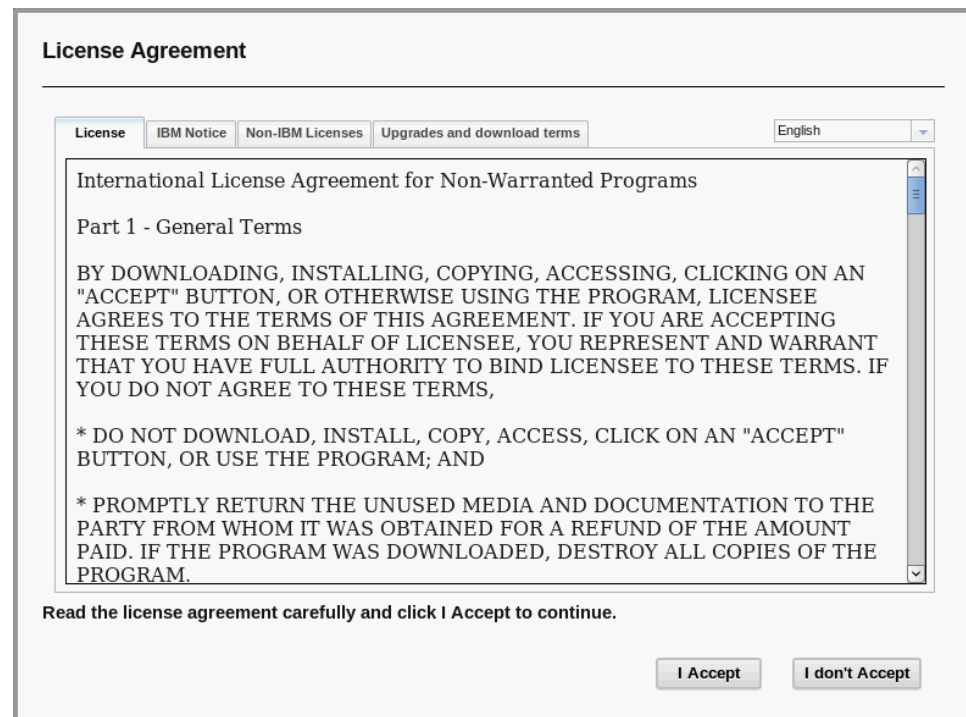 License Agreement
License
IBM Notice
Non-IBM Licenses
Upgrades and download terms
English
International License Agreement for Non-Warranted Programs
Part 1 - General Terms
BY DOWNLOADING, INSTALLING, COPYING, ACCESSING, CLICKING ON AN
"ACCEPT" BUTTON, OR OTHERWISE USING THE PROGRAM, LICENSEE
AGREES TO THE TERMS OF THIS AGREEMENT. IF YOU ARE ACCEPTING
THESE TERMS ON BEHALF OF LICENSEE, YOU REPRESENT AND WARRANT
THAT YOU HAVE FULL AUTHORITY TO BIND LICENSEE TO THESE TERMS. IF
YOU DO NOT AGREE TO THESE TERMS,
* DO NOT DOWNLOAD, INSTALL, COPY, ACCESS, CLICK ON AN "ACCEPT"
BUTTON, OR USE THE PROGRAM; AND
* PROMPTLY RETURN THE UNUSED MEDIA AND DOCUMENTATION TO THE
PARTY FROM WHOM IT WAS OBTAINED FOR A REFUND OF THE AMOUNT
PAID. IF THE PROGRAM WAS DOWNLOADED, DESTROY ALL COPIES OF THE
PROGRAM.
Read the license agreement carefully and click I Accept to continue.
I Accept
I don't Accept